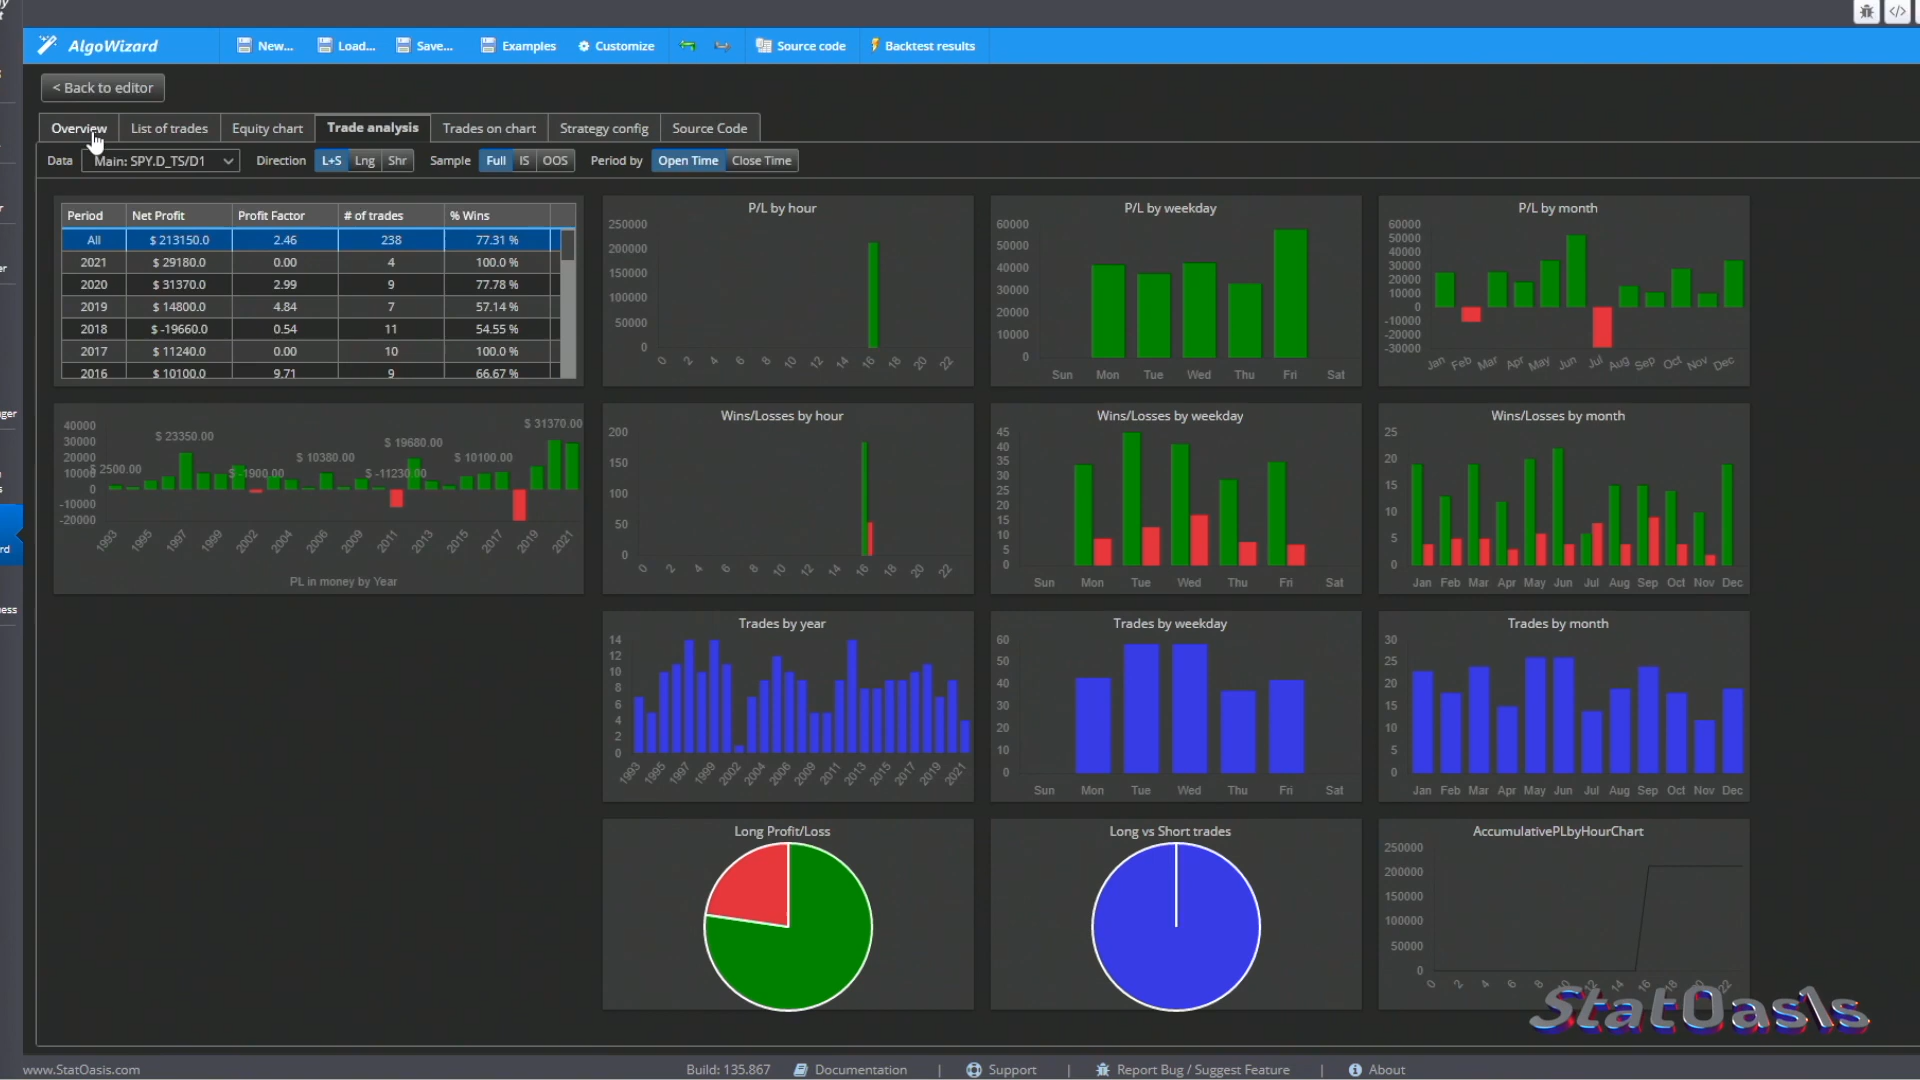 AlgoWizard
New...
Load...
Save...
Examples
Customize
Source code
Backtest results
< Back to editor
Overview
List of trades
Equity chart
Trade analysis
Trades on chart
Strategy config
Source Code
Data Main: SPY.D_TS/D1 Direction L+S Lng Shr Sample Full IS OOS Period by Open Time Close Time
Period Net Profit Profit Factor # of trades % Wins
All $ 213150.0 2.46 238 77.31 %
2021 $ 29180.0 0.00 4 100.0 %
2020 $ 31370.0 2.99 9 77.78 %
2019 $ 14800.0 4.84 7 57.14 %
2018 $ -19660.0 0.54 11 54.55 %
2017 $ 11240.0 0.00 10 100.0 %
2016 $ 10100.0 9.71 9 66.67 %
P/L by hour
250000
200000
150000
100000
50000
0
0 2 4 6 8 10 12 14 16 18 20 22
P/L by weekday
60000
50000
40000
30000
20000
10000
0
Sun Mon Tue Wed Thu Fri Sat
P/L by month
60000
50000
40000
30000
20000
10000
0
-10000
-20000
-30000
Jan Feb Mar Apr May Jun Jul Aug Sep Oct Nov Dec
40000
30000
20000
10000
0
-10000
-20000
$ 2500.00 $ 23350.00 $ -1900.00 $ 10380.00 $ -11230.00 $ 19680.00 $ 10100.00 $ 31370.00
1993 1995 1997 1999 2002 2004 2006 2009 2011 2013 2015 2017 2019 2021
PL in money by Year
Wins/Losses by hour
200
150
100
50
0
0 2 4 6 8 10 12 14 16 18 20 22
Wins/Losses by weekday
45
40
35
30
25
20
15
10
5
0
Sun Mon Tue Wed Thu Fri Sat
Wins/Losses by month
25
20
15
10
5
0
Jan Feb Mar Apr May Jun Jul Aug Sep Oct Nov Dec
Trades by year
14
12
10
8
6
4
2
0
1993 1995 1997 1999 2002 2004 2006 2009 2011 2013 2015 2017 2019 2021
Trades by weekday
60
50
40
30
20
10
0
Sun Mon Tue Wed Thu Fri Sat
Trades by month
30
25
20
15
10
5
0
Jan Feb Mar Apr May Jun Jul Aug Sep Oct Nov Dec
Long Profit/Loss
Long vs Short trades
AccumulativePLbyHourChart
250000
200000
150000
100000
50000
0
0 2 4 6 8 10 12 14 16 18 20 22
StatOasis
www.StatOasis.com
Build: 135.867
Documentation | Support | Report Bug / Suggest Feature | About